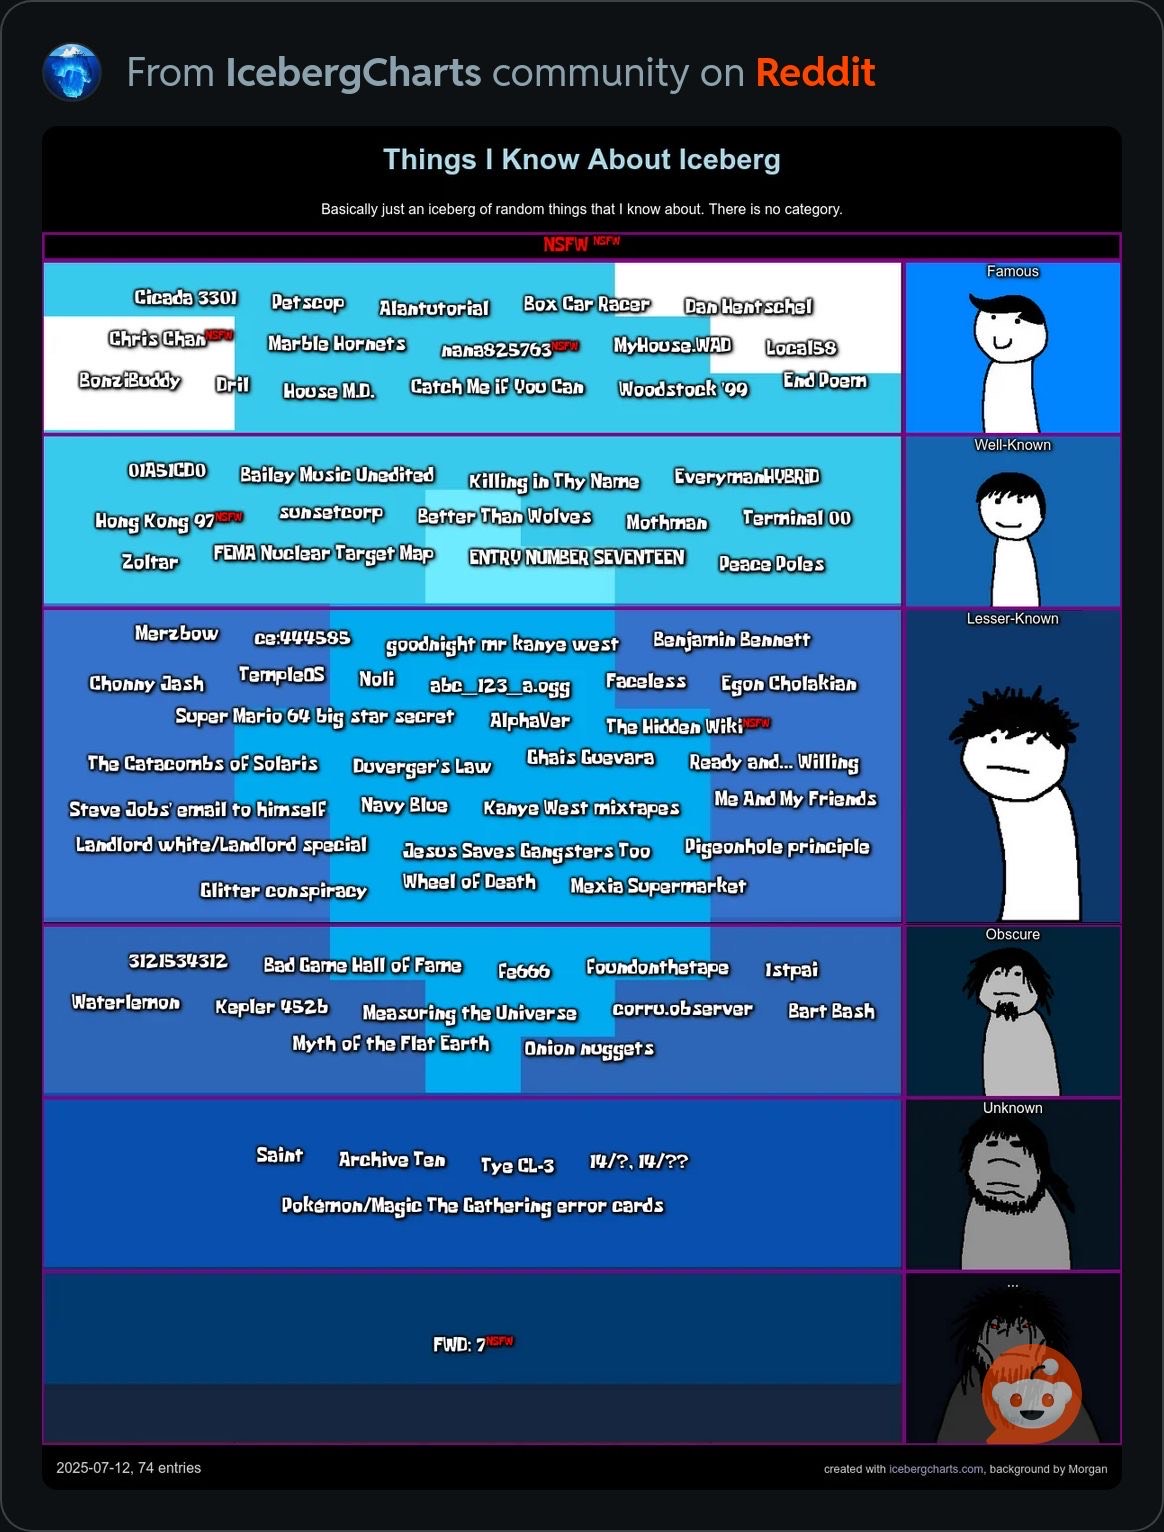 From IcebergCharts community on Reddit
Things I Know About Iceberg
Basically just an iceberg of random things that I know about. There is no category.
NSFW NSFW
Famous
Cicada 3301 Petscop Alantutorial Box Car Racer Dan Hentschel
Chris Chan NSFW Marble Hornets nana825763 NSFW MyHouse.WAD Local58
BonziBuddy Dril House M.D. Catch Me if You Can Woodstock '99 End Poem
Well-Known
01A51CD0 Bailey Music Unedited Killing in Thy Name EverymanHYBRID
Hong Kong 97 NSFW sunsetcorp Better Than Wolves Mothman Terminal 00
Zoltar FEMA Nuclear Target Map ENTRY NUMBER SEVENTEEN Peace Poles
Lesser-Known
Merzbow ce:444585 goodnight mr kanye west Benjamin Bennett
Chonny Jash TempleOS Noli abc_123_a.ogg Faceless Egon Cholakian
Super Mario 64 big star secret AlphaVer The Hidden Wiki NSFW
The Catacombs of Solaris Duverger's Law Ghais Guevara Ready and... Willing
Steve Jobs' email to himself Navy Blue Kanye West mixtapes Me And My Friends
Landlord white/Landlord special Jesus Saves Gangsters Too Pigeonhole principle
Glitter conspiracy Wheel of Death Mexia Supermarket
Obscure
3121534312 Bad Game Hall of Fame Fe666 Foundonthetape 1stpai
Waterlemon Kepler 452b Measuring the Universe corru.observer Bart Bash
Myth of the Flat Earth Onion nuggets
Unknown
Saint Archive Ten Tye CL-3 14/?, 14/??
Pokémon/Magic The Gathering error cards
...
FWD: 7 NSFW
2025-07-12, 74 entries
created with icebergcharts.com, background by Morgan